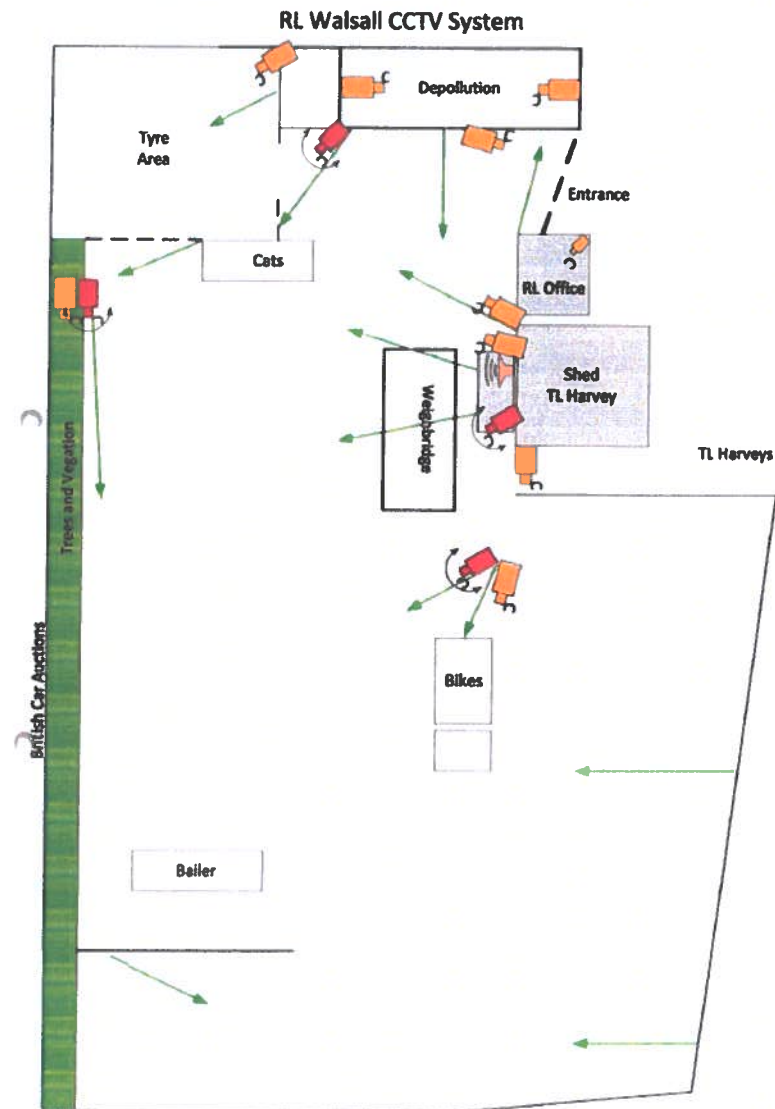 RL Walsall CCTV System
Depollution
Tyre
Area
Entrance
Cats
RL Office
Shed
TL Harvey
Weighbridge
TL Harveys
Trees and Vegation
British Car Auctions
Bikes
Bailer